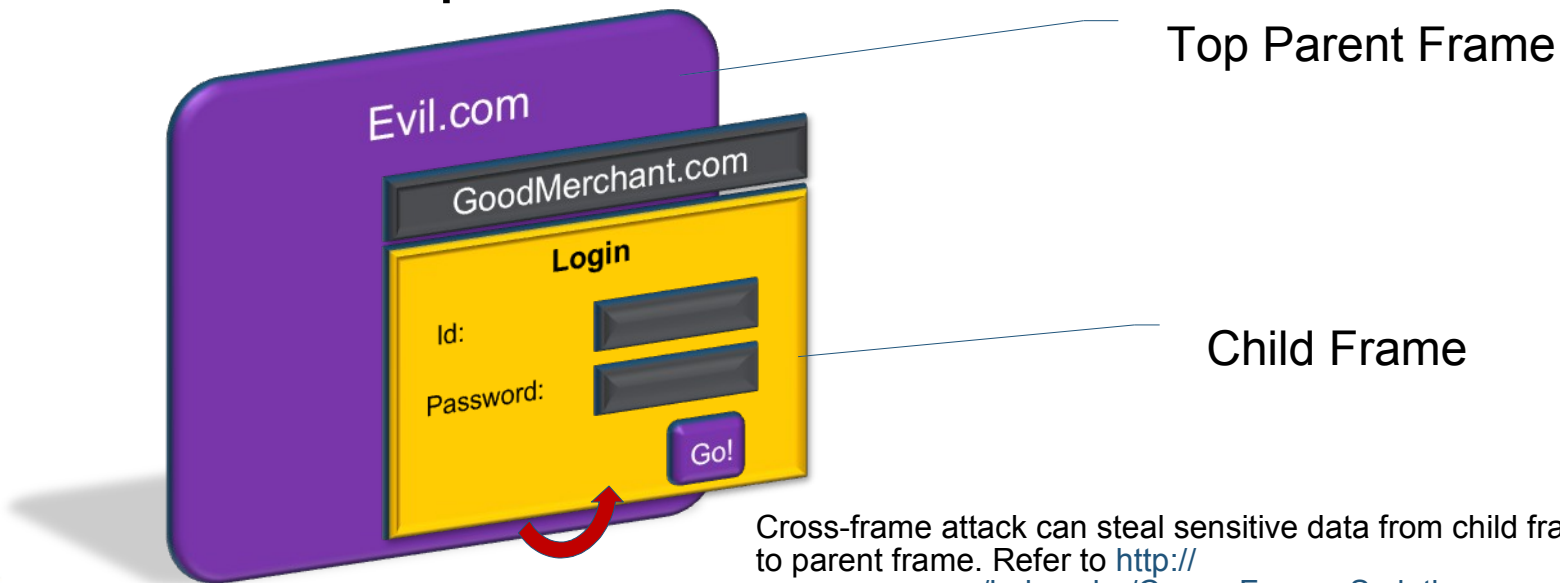 Top Parent Frame
Evil.com
GoodMerchant.com
Login
Id:
Password:
Go!
Child Frame
Cross-frame attack can steal sensitive data from child
to parent frame. Refer to http://